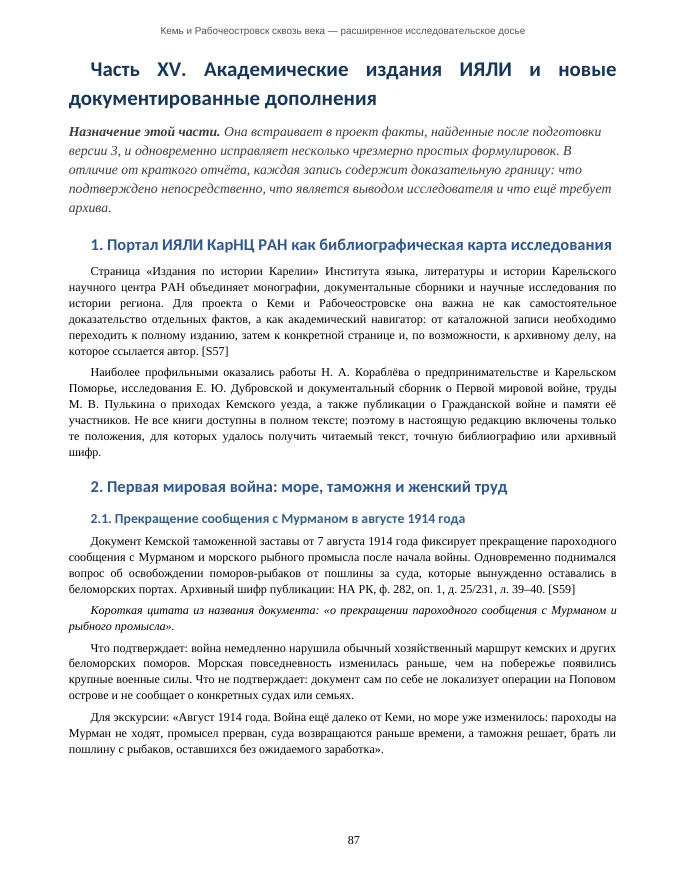 Кемь и Рабочеостровск сквозь века — расширенное исследовательское досье
Часть XV. Академические издания ИЯЛИ и новые
документированные дополнения
Назначение этой части. Она встраивает в проект факты, найденные после подготовки
версии 3, и одновременно исправляет несколько чрезмерно простых формулировок. В
отличие от краткого отчёта, каждая запись содержит доказательную границу: что
подтверждено непосредственно, что является выводом исследователя и что ещё требует
архива.
1. Портал ИЯЛИ КарНЦ РАН как библиографическая карта исследования
Страница «Издания по истории Карелии» Института языка, литературы и истории Карельского
научного центра РАН объединяет монографии, документальные сборники и научные исследования по
истории региона. Для проекта о Кеми и Рабочеостровске она важна не как самостоятельное
доказательство отдельных фактов, а как академический навигатор: от каталожной записи необходимо
переходить к полному изданию, затем к конкретной странице и, по возможности, к архивному делу, на
которое ссылается автор. [S57]
Наиболее профильными оказались работы Н. А. Кораблёва о предпринимательстве и Карельском
Поморье, исследования Е. Ю. Дубровской и документальный сборник о Первой мировой войне, труды
М. В. Пулькина о приходах Кемского уезда, а также публикации о Гражданской войне и памяти её
участников. Не все книги доступны в полном тексте; поэтому в настоящую редакцию включены только
те положения, для которых удалось получить читаемый текст, точную библиографию или архивный
шифр.
2. Первая мировая война: море, таможня и женский труд
2.1. Прекращение сообщения с Мурманом в августе 1914 года
Документ Кемской таможенной заставы от 7 августа 1914 года фиксирует прекращение пароходного
сообщения с Мурманом и морского рыбного промысла после начала войны. Одновременно поднимался
вопрос об освобождении поморов-рыбаков от пошлины за суда, которые вынужденно оставались в
беломорских портах. Архивный шифр публикации: НА РК, ф. 282, оп. 1, д. 25/231, л. 39–40. [S59]
Короткая цитата из названия документа: «о прекращении пароходного сообщения с Мурманом и
рыбного промысла».
Что подтверждает: война немедленно нарушила обычный хозяйственный маршрут кемских и других
беломорских поморов. Морская повседневность изменилась раньше, чем на побережье появились
крупные военные силы. Что не подтверждает: документ сам по себе не локализует операции на Поповом
острове и не сообщает о конкретных судах или семьях.
Для экскурсии: «Август 1914 года. Война ещё далеко от Кеми, но море уже изменилось: пароходы на
Мурман не ходят, промысел прерван, суда возвращаются раньше времени, а таможня решает, брать ли
пошлину с рыбаков, оставшихся без ожидаемого заработка».
87